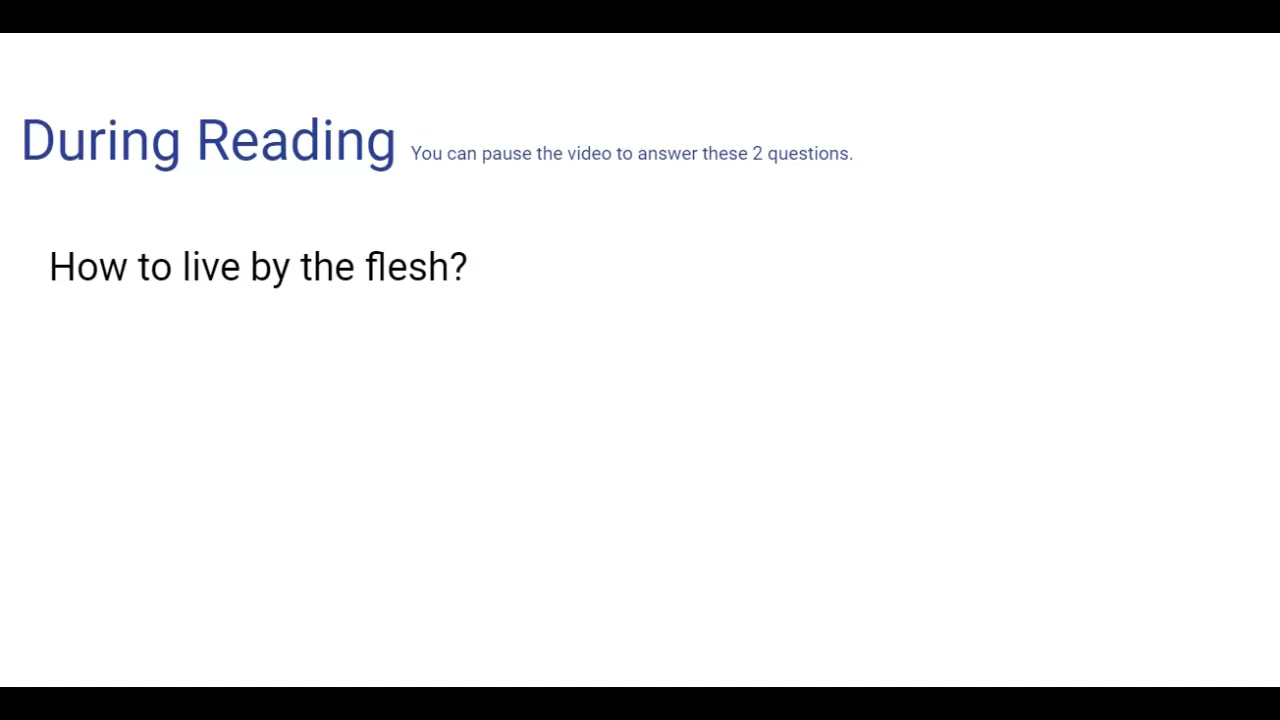 During Reading You can pause the video to answer these 2 questions.
How to live by the flesh?